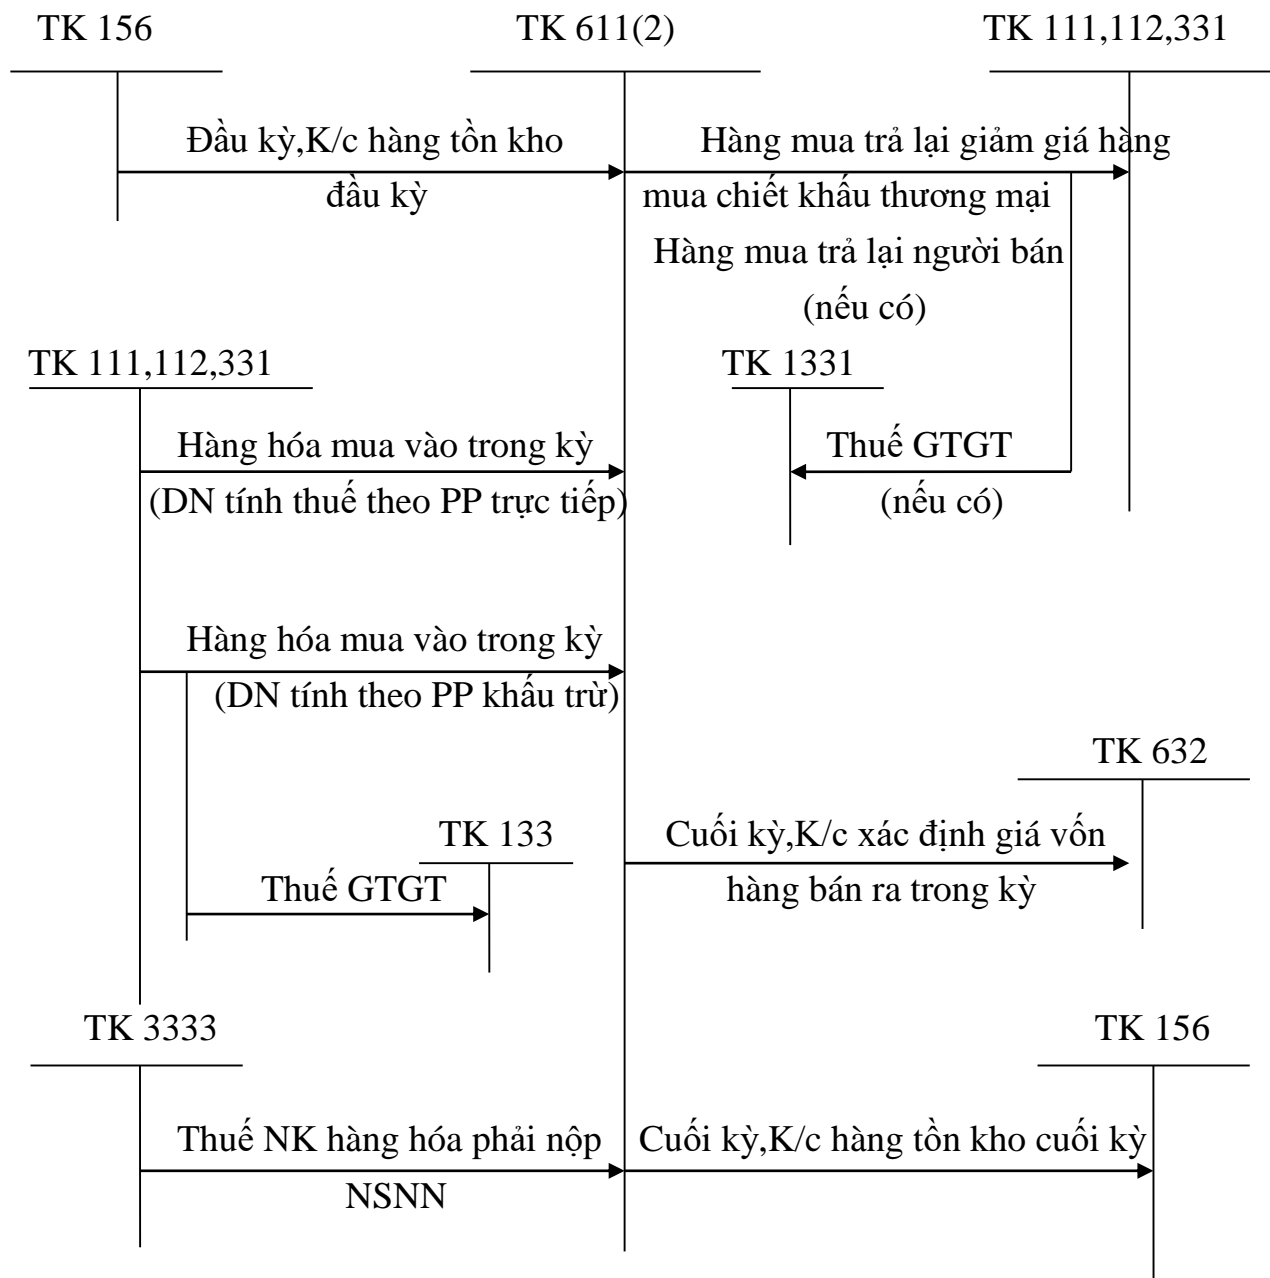 TK 156
TK 611(2)
TK 111,112,331
Đầu kỳ,K/c hàng tồn kho
đầu kỳ
Hàng mua trả lại giảm giá hàng
mua chiết khấu thương mại
Hàng mua trả lại người bán
(nếu có)
TK 111,112,331
TK 1331
Hàng hóa mua vào trong kỳ
(DN tính thuế theo PP trực tiếp)
Thuế GTGT
(nếu có)
Hàng hóa mua vào trong kỳ
(DN tính theo PP khấu trừ)
TK 632
TK 133
Thuế GTGT
Cuối kỳ,K/c xác định giá vốn
hàng bán ra trong kỳ
TK 3333
TK 156
Thuế NK hàng hóa phải nộp
NSNN
Cuối kỳ,K/c hàng tồn kho cuối kỳ